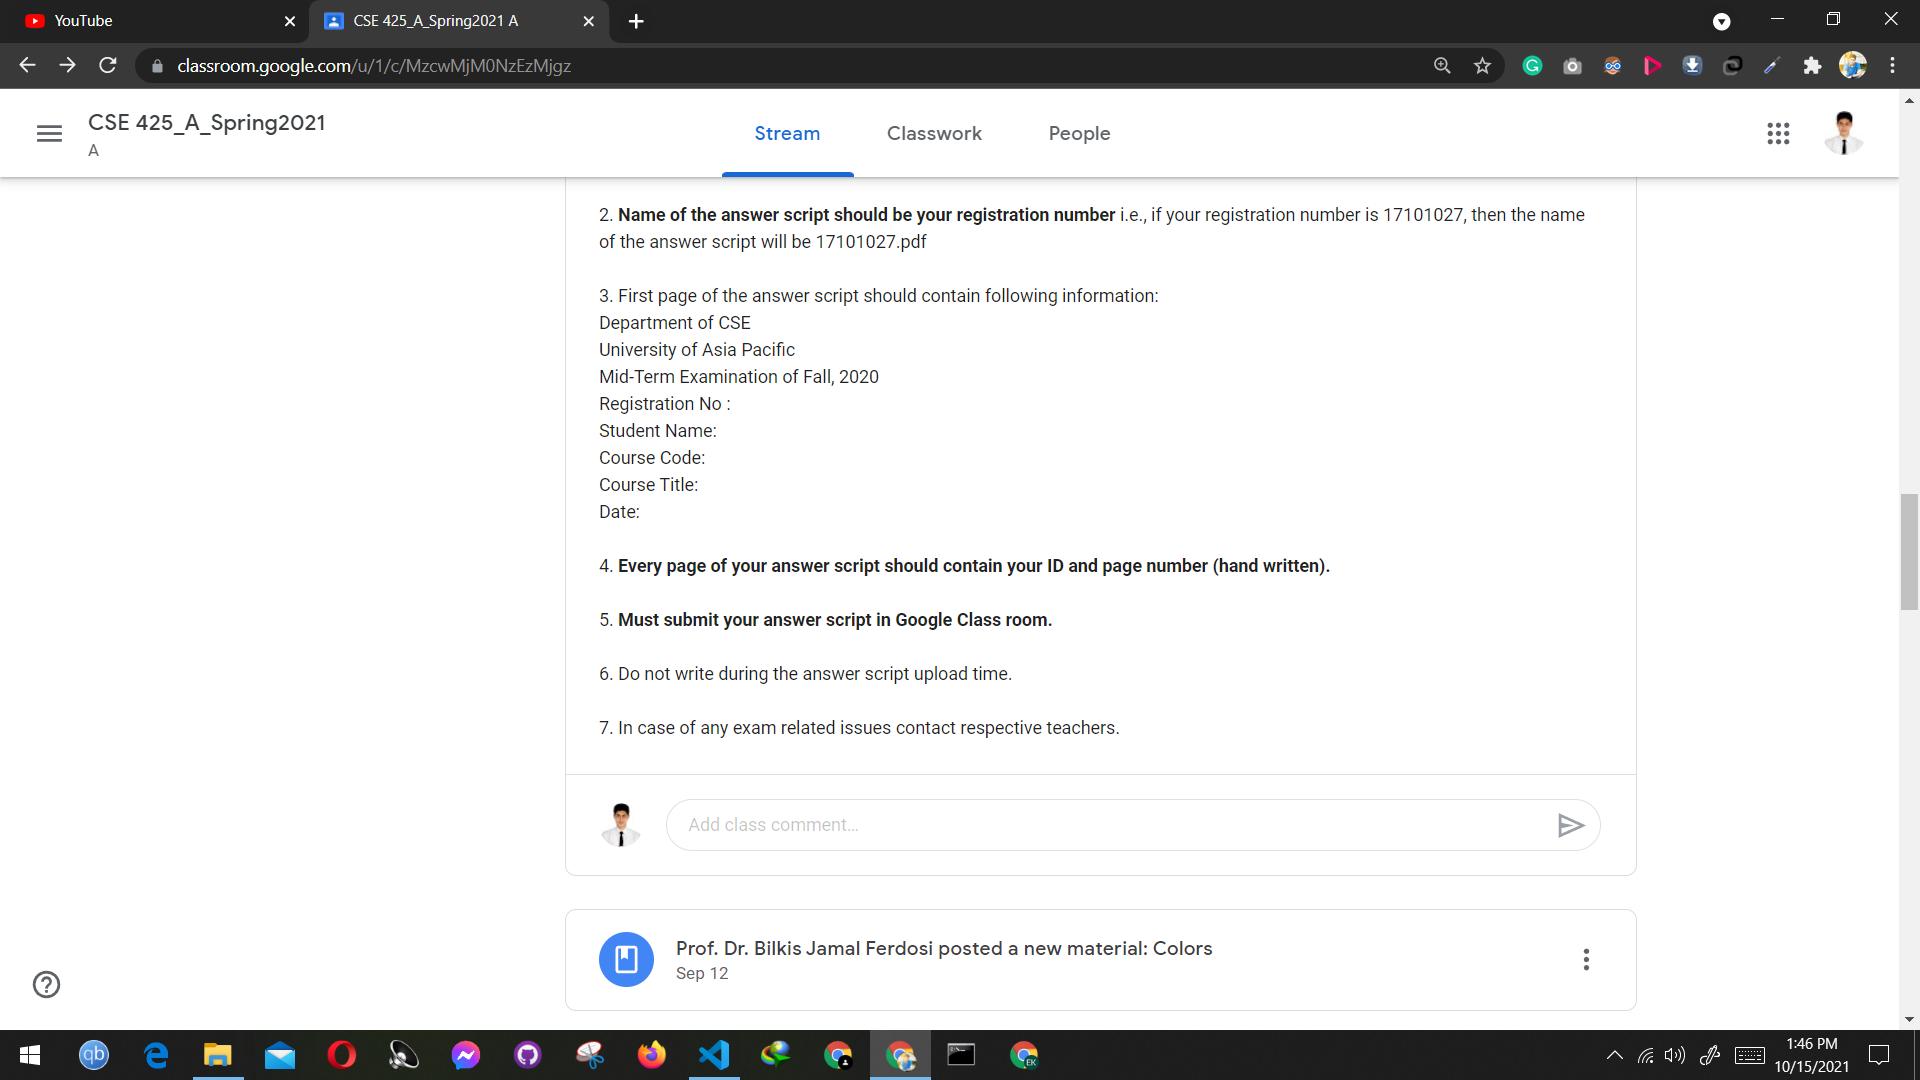 YouTube
CSE 425_A_Spring2021 A
classroom.google.com/u/1/c/MzcwMjM0NzEzMjgz
CSE 425_A_Spring2021
A
Stream
Classwork
People
2. Name of the answer script should be your registration number i.e., if your registration number is 17101027, then the name
of the answer script will be 17101027.pdf
3. First page of the answer script should contain following information:
Department of CSE
University of Asia Pacific
Mid-Term Examination of Fall, 2020
Registration No :
Student Name:
Course Code:
Course Title:
Date:
4. Every page of your answer script should contain your ID and page number (hand written).
5. Must submit your answer script in Google Class room.
6. Do not write during the answer script upload time.
7. In case of any exam related issues contact respective teachers.
Add class comment...
Prof. Dr. Bilkis Jamal Ferdosi posted a new material: Colors
Sep 12
qb
EK
1:46 PM
10/15/2021